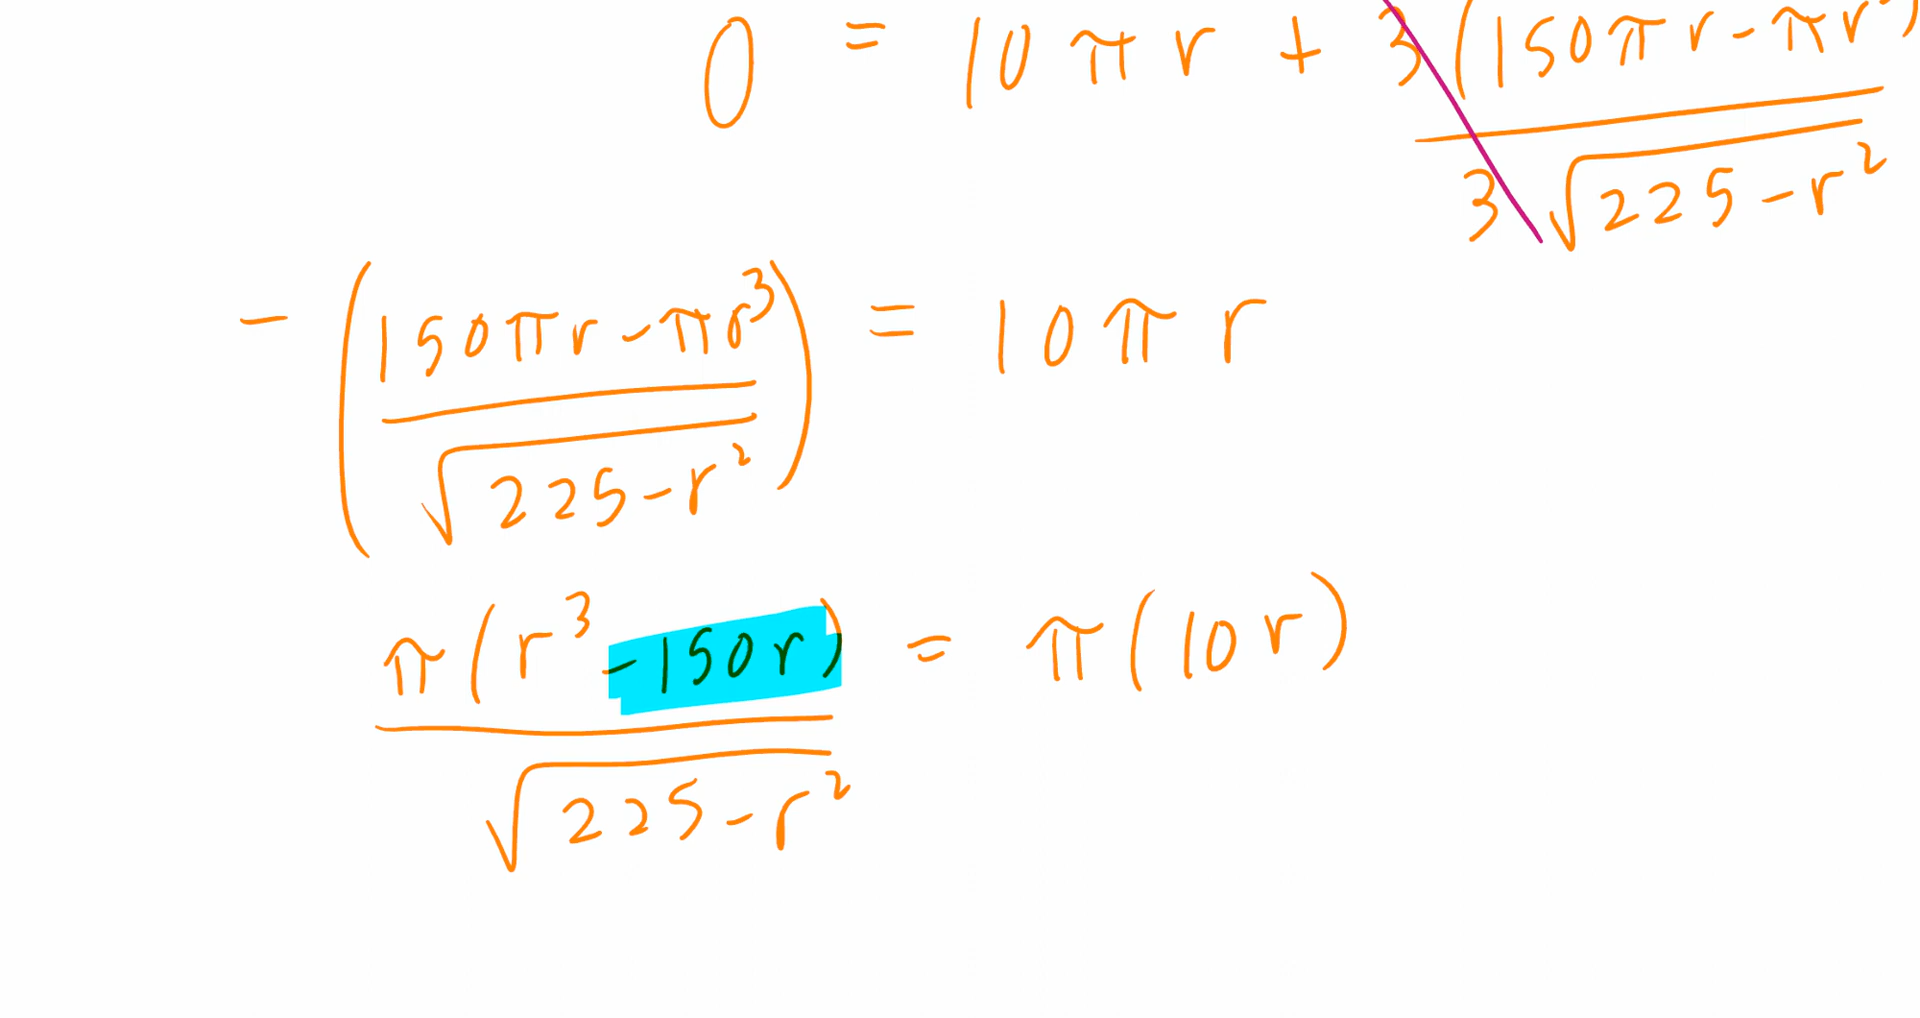 0 = 10πr + 3(150πr-πr³) / 3√225-r²
-(150πr-πr³ / √225-r²) = 10πr
π(r³-150r) / √225-r² = π(10r)